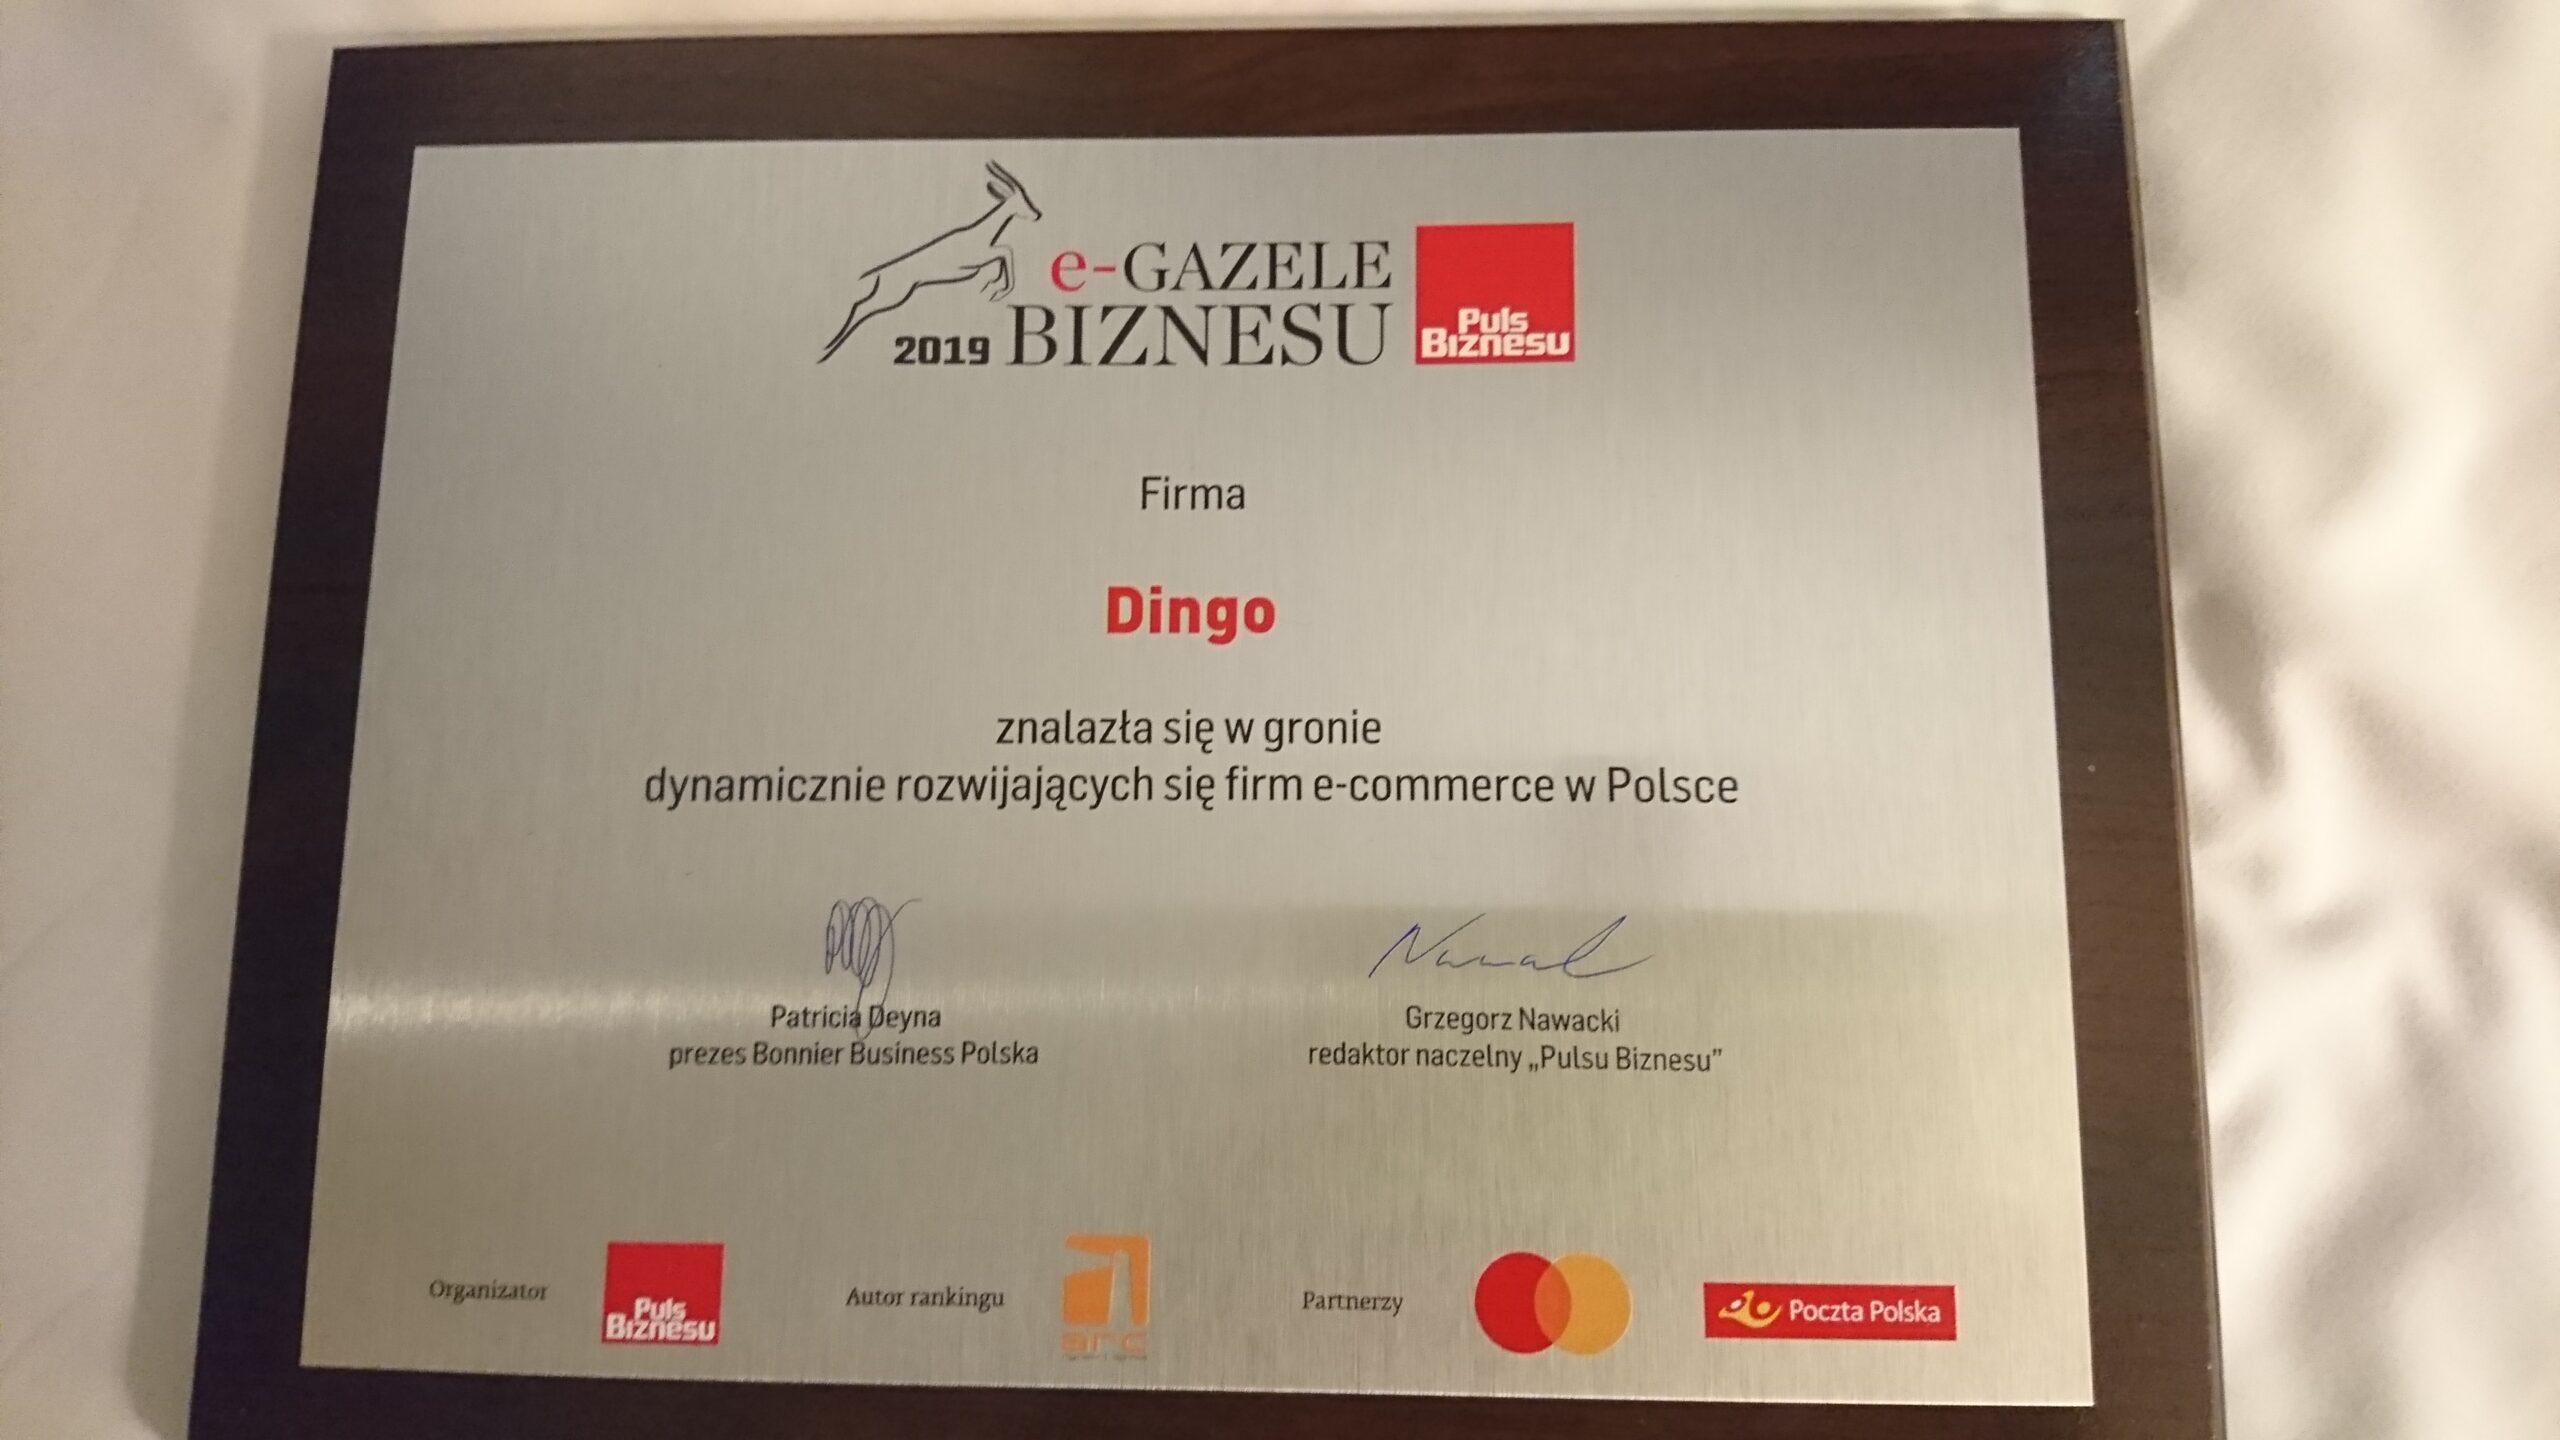 e-GAZELE
2019 BIZNESU
Puls
Biznesu
Firma
Dingo
znalazła się w gronie
dynamicznie rozwijających się firm e-commerce w Polsce
Patricia Deyna
prezes Bonnier Business Polska
Grzegorz Nawacki
redaktor naczelny „Pulsu Biznesu”
Organizator
Puls
Biznesu
Autor rankingu
arc
Partnerzy
Poczta Polska